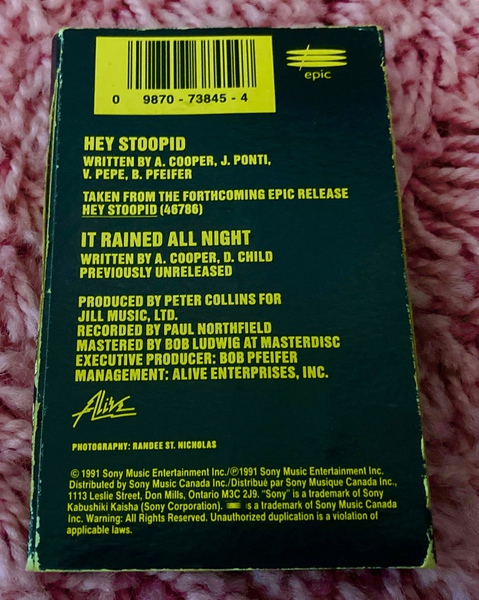 0 9870 - 73845 - 4
epic
HEY STOOPID
WRITTEN BY A. COOPER, J. PONTI,
V. PEPE, B. PFEIFER
TAKEN FROM THE FORTHCOMING EPIC RELEASE
HEY STOOPID (46786)
IT RAINED ALL NIGHT
WRITTEN BY A. COOPER, D. CHILD
PREVIOUSLY UNRELEASED
PRODUCED BY PETER COLLINS FOR
JILL MUSIC, LTD.
RECORDED BY PAUL NORTHFIELD
MASTERED BY BOB LUDWIG AT MASTERDISC
EXECUTIVE PRODUCER: BOB PFEIFER
MANAGEMENT: ALIVE ENTERPRISES, INC.
Alive
PHOTOGRAPHY: RANDEE ST. NICHOLAS
© 1991 Sony Music Entertainment Inc./℗1991 Sony Music Entertainment Inc.
Distributed by Sony Music Canada Inc./Distribué par Sony Musique Canada Inc.,
1113 Leslie Street, Don Mills, Ontario M3C 2J9. "Sony" is a trademark of Sony
Kabushiki Kaisha (Sony Corporation). is a trademark of Sony Music Canada
Inc. Warning: All Rights Reserved. Unauthorized duplication is a violation of
applicable laws.